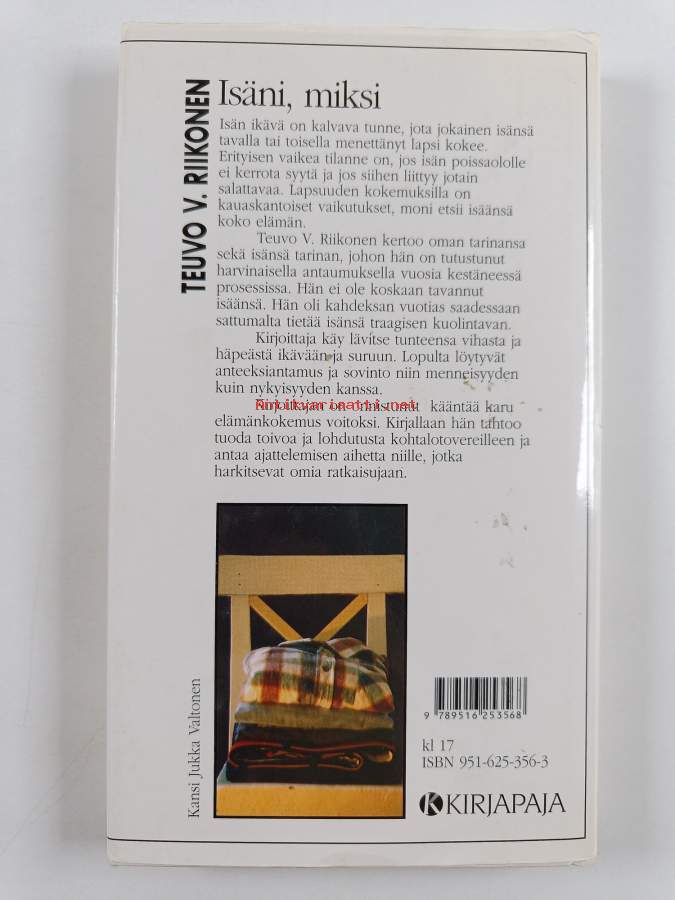 TEUVO V. RIIKONEN
Isäni, miksi
Isän ikävä on kalvava tunne, jota jokainen isänsä
tavalla tai toisella menettänyt lapsi kokee.
Erityisen vaikea tilanne on, jos isän poissaololle
ei kerrota syytä ja jos siihen liittyy jotain
salattavaa. Lapsuuden kokemuksilla on
kauaskantoiset vaikutukset, moni etsii isäänsä
koko elämän.
Teuvo V. Riikonen kertoo oman tarinansa
sekä isänsä tarinan, johon hän on tutustunut
harvinaisella antaumuksella vuosia kestäneessä
prosessissa. Hän ei ole koskaan tavannut
isäänsä. Hän oli kahdeksan vuotias saadessaan
sattumalta tietää isänsä traagisen kuolintavan.
Kirjoittaja käy lävitse tunteensa vihasta ja
häpeästä ikävään ja suruun. Lopulta löytyvät
anteeksiantamus ja sovinto niin menneisyyden
kuin nykyisyyden kanssa.
Kirjoittajan on onnistunut kääntää karu
elämänkokemus voitoksi. Kirjallaan hän tahtoo
tuoda toivoa ja lohdutusta kohtalotovereilleen ja
antaa ajattelemisen aihetta niille, jotka
harkitsevat omia ratkaisujaan.
Kansi Jukka Valtonen
9 789516 253568
kl 17
ISBN 951-625-356-3
KIRJAPAJA